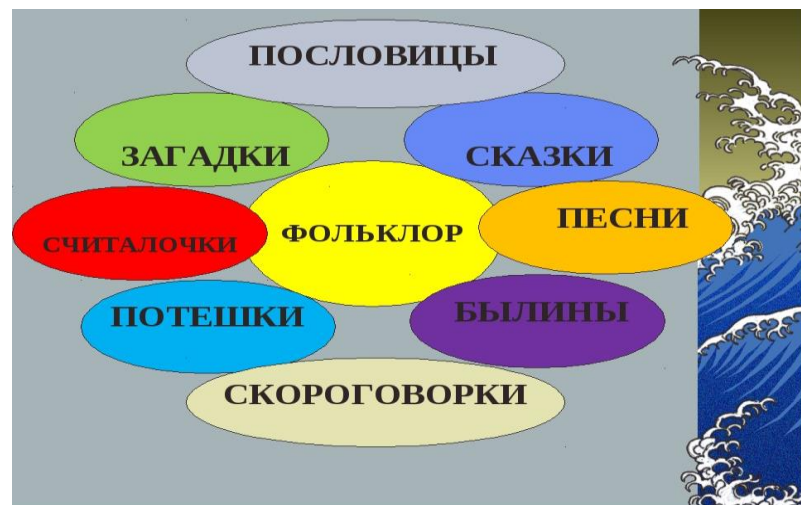 ПОСЛОВИЦЫ
ЗАГАДКИ
СКАЗКИ
СЧИТАЛОЧКИ
ФОЛЬКЛОР
ПЕСНИ
ПОТЕШКИ
БЫЛИНЫ
СКОРОГОВОРКИ